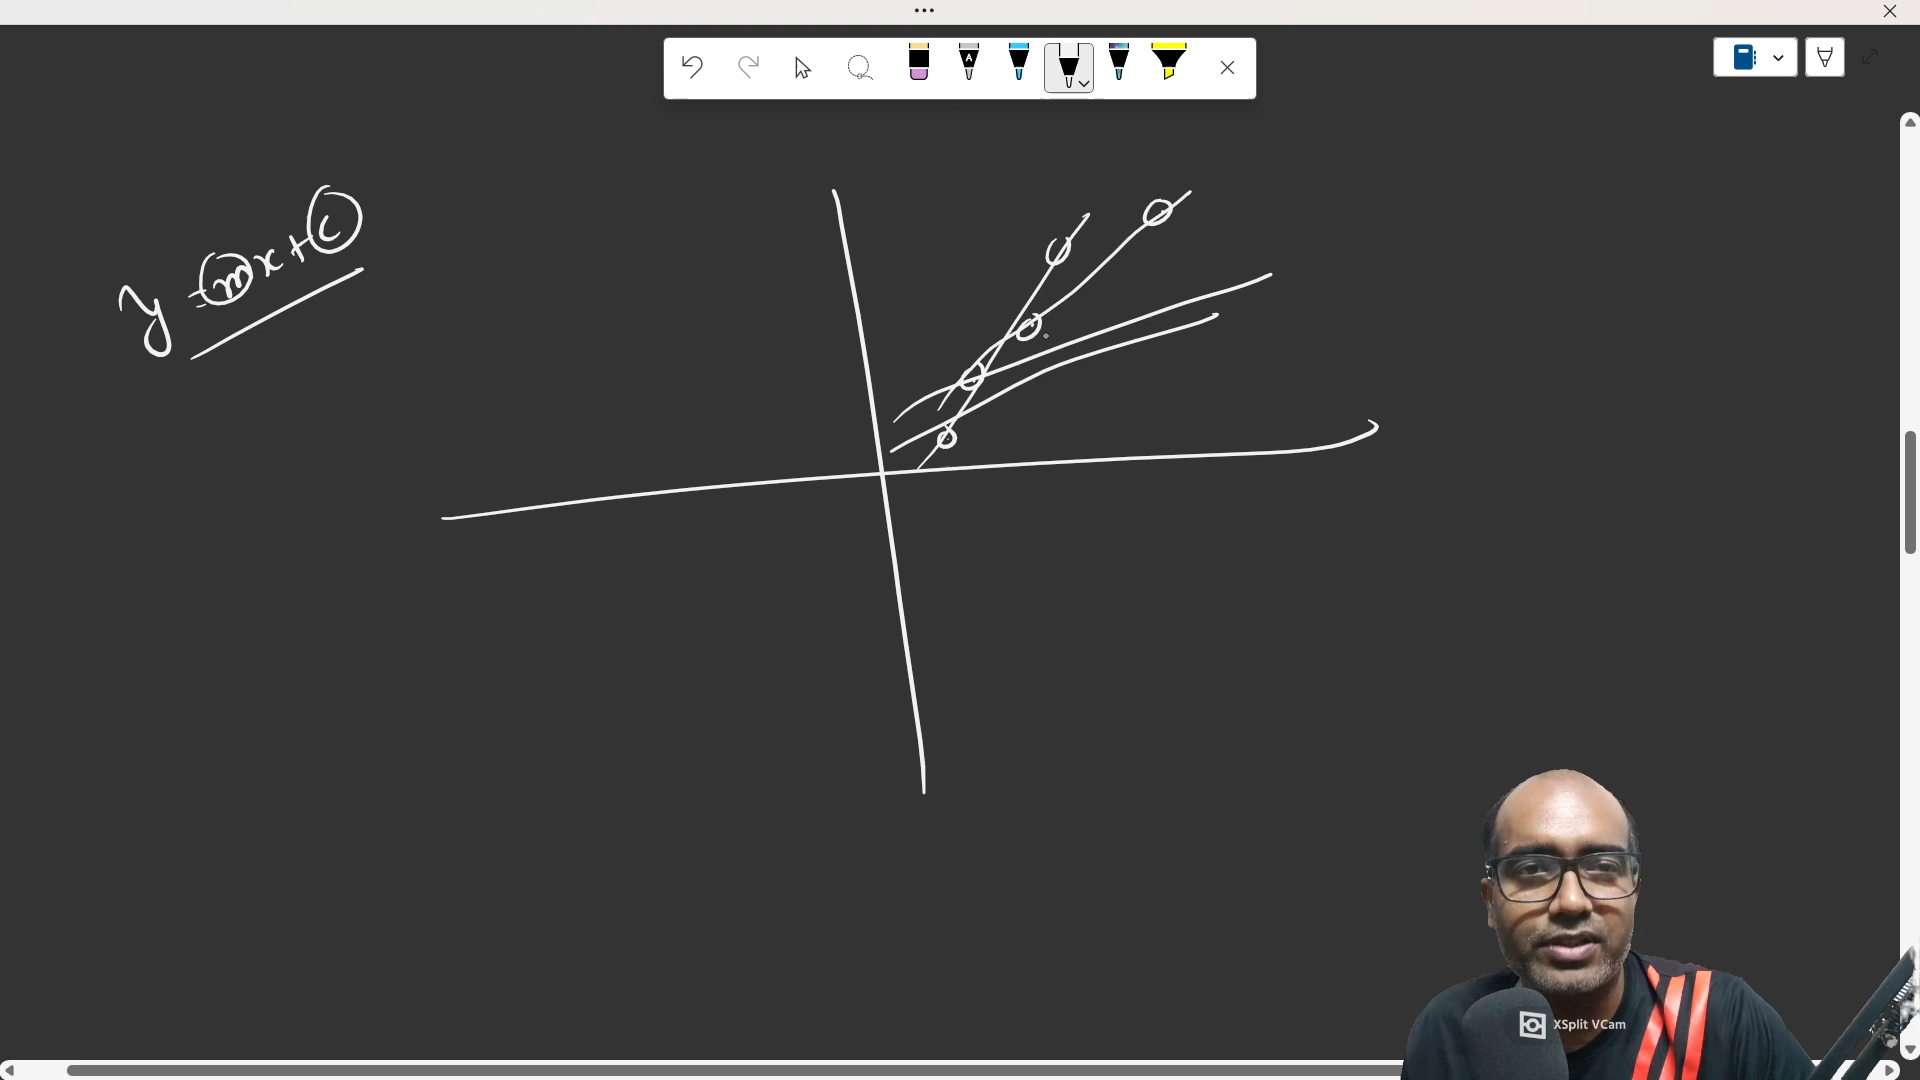 y = mx + c
XSplit VCam